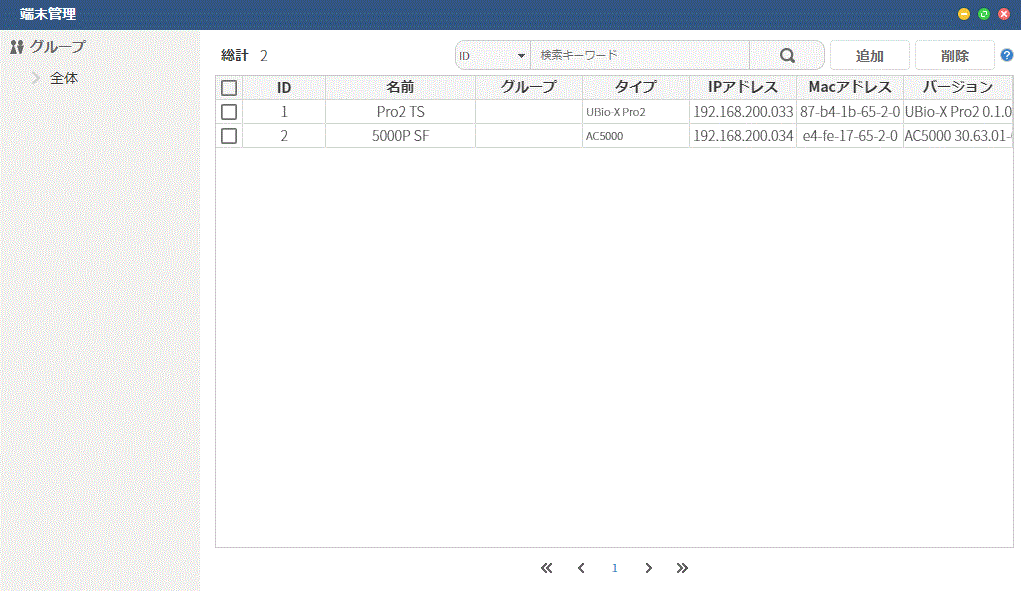 端末管理
グループ
全体
総計 2
ID 検索キーワード 追加 削除 ?
ID 名前 グループ タイプ IPアドレス Macアドレス バージョン
1 Pro2 TS UBio-X Pro2 192.168.200.033 87-b4-1b-65-2-0 UBio-X Pro2 0.1.0
2 5000P SF AC5000 192.168.200.034 e4-fe-17-65-2-0 AC5000 30.63.01-
1